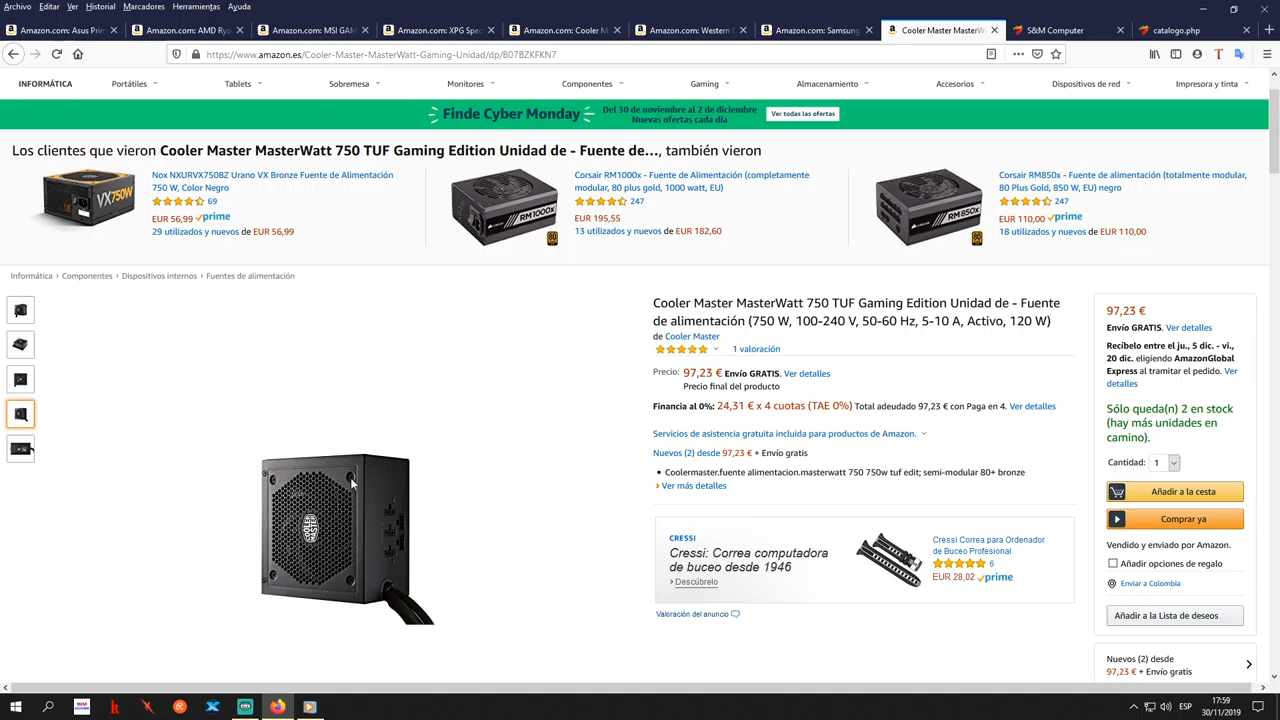 Archivo Editar Ver Historial Marcadores Herramientas Ayuda
Amazon.com: Asus Prim
Amazon.com: AMD Ryz
Amazon.com: MSI GAM
Amazon.com: XPG Spec
Amazon.com: Cooler M
Amazon.com: Western D
Amazon.com: Samsung
Cooler Master MasterW
S&M Computer
catalogo.php
https://www.amazon.es/Cooler-Master-MasterWatt-Gaming-Unidad/dp/B07BZKFKN7
INFORMÁTICA Portátiles Tablets Sobremesa Monitores Componentes Gaming Almacenamiento Accesorios Dispositivos de red Impresora y tinta
Finde Cyber Monday
Del 30 de noviembre al 2 de diciembre
Nuevas ofertas cada día
Ver todas las ofertas
Los clientes que vieron Cooler Master MasterWatt 750 TUF Gaming Edition Unidad de - Fuente de..., también vieron
VX750W
Nox NXURVX750BZ Urano VX Bronze Fuente de Alimentación
750 W, Color Negro
69
EUR 56,99 prime
29 utilizados y nuevos de EUR 56,99
RM1000x
Corsair RM1000x - Fuente de Alimentación (completamente
modular, 80 plus gold, 1000 watt, EU)
247
EUR 195,55
13 utilizados y nuevos de EUR 182,60
RM850x
Corsair RM850x - Fuente de alimentación (totalmente modular,
80 Plus Gold, 850 W, EU) negro
247
EUR 110,00 prime
18 utilizados y nuevos de EUR 110,00
Informática › Componentes › Dispositivos internos › Fuentes de alimentación
COOLER MASTER
Cooler Master MasterWatt 750 TUF Gaming Edition Unidad de - Fuente
de alimentación (750 W, 100-240 V, 50-60 Hz, 5-10 A, Activo, 120 W)
de Cooler Master
1 valoración
Precio: 97,23 € Envío GRATIS. Ver detalles
Precio final del producto
Financia al 0%: 24,31 € x 4 cuotas (TAE 0%) Total adeudado 97,23 € con Paga en 4. Ver detalles
Servicios de asistencia gratuita incluida para productos de Amazon.
Nuevos (2) desde 97,23 € + Envío gratis
• Coolermaster.fuente alimentacion.masterwatt 750 750w tuf edit; semi-modular 80+ bronze
› Ver más detalles
CRESSI
Cressi: Correa computadora
de buceo desde 1946
› Descúbrelo
Cressi Correa para Ordenador
de Buceo Profesional
6
EUR 28,02 prime
Valoración del anuncio
97,23 €
Envío GRATIS. Ver detalles
Recíbelo entre el ju., 5 dic. - vi.,
20 dic. eligiendo AmazonGlobal
Express al tramitar el pedido. Ver
detalles
Sólo queda(n) 2 en stock
(hay más unidades en
camino).
Cantidad: 1
Añadir a la cesta
Comprar ya
Vendido y enviado por Amazon.
Añadir opciones de regalo
Enviar a Colombia
Añadir a la Lista de deseos
Nuevos (2) desde
97,23 € + Envío gratis
ESP
17:59
30/11/2019